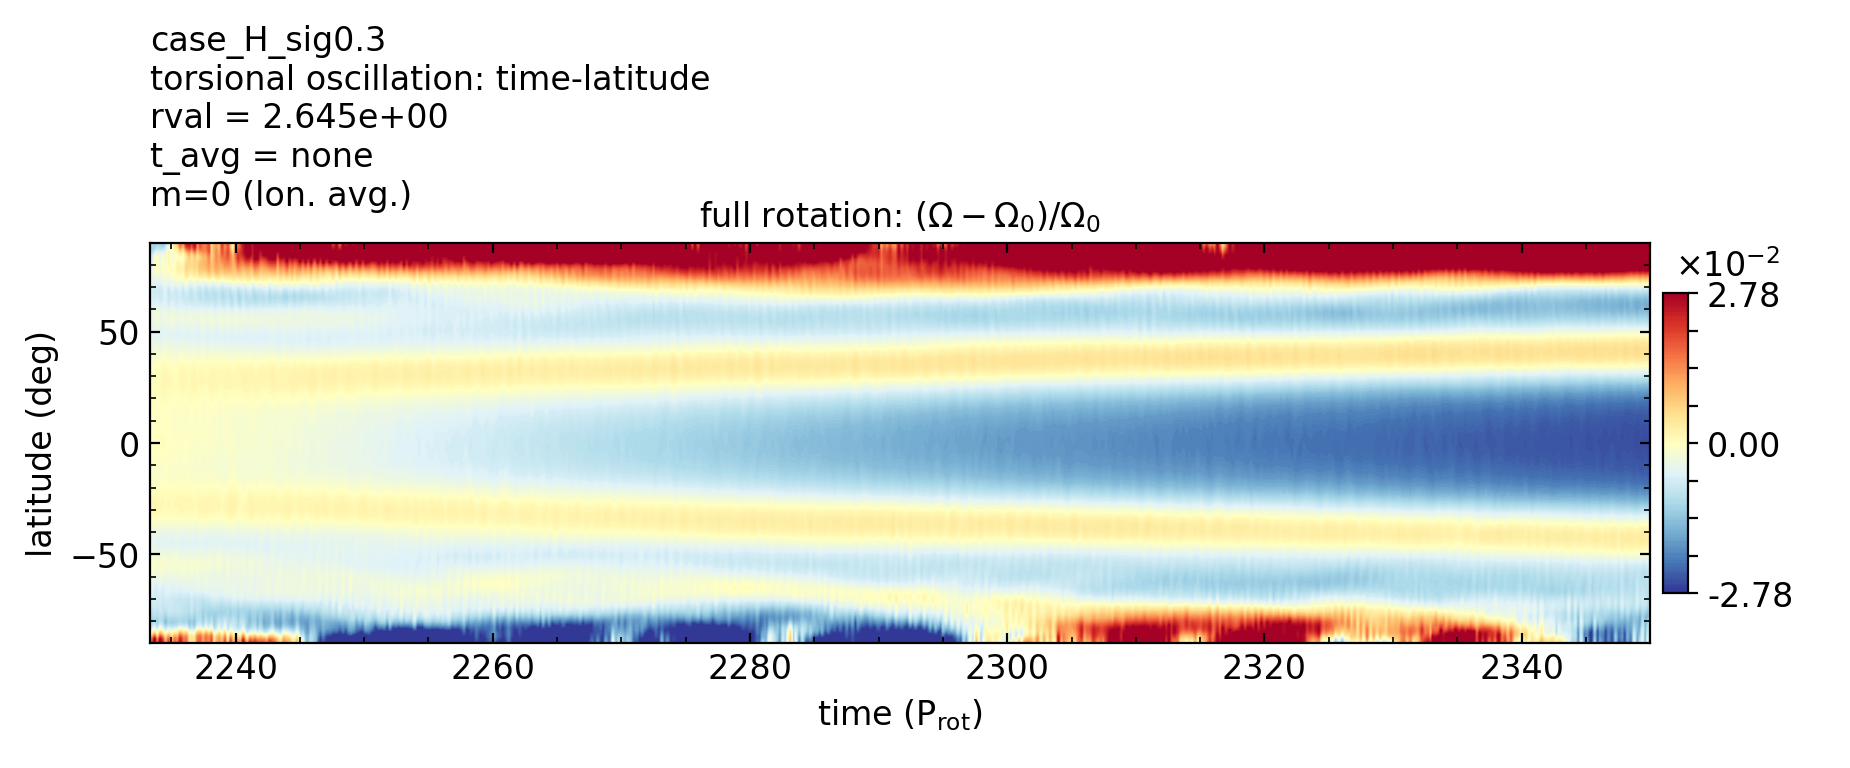 case_H_sig0.3
torsional oscillation: time-latitude
rval = 2.645e+00
t_avg = none
m=0 (lon. avg.)
full rotation: (Ω − Ω₀)/Ω₀
×10⁻²
2.78
0.00
-2.78
latitude (deg)
50
0
−50
2240 2260 2280 2300 2320 2340
time (P_rot)